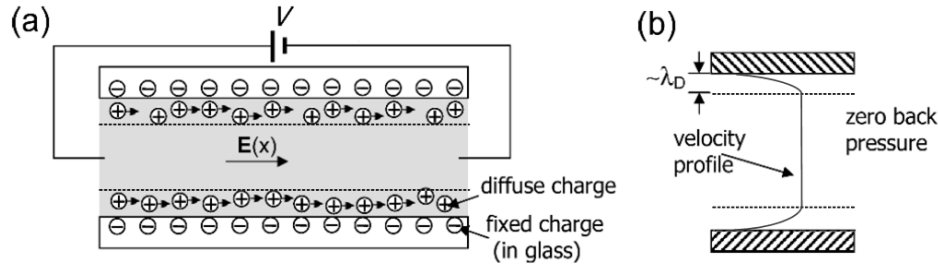 (a)
V
E(x)
diffuse charge
fixed charge
(in glass)
(b)
~λD
zero back
pressure
velocity
profile